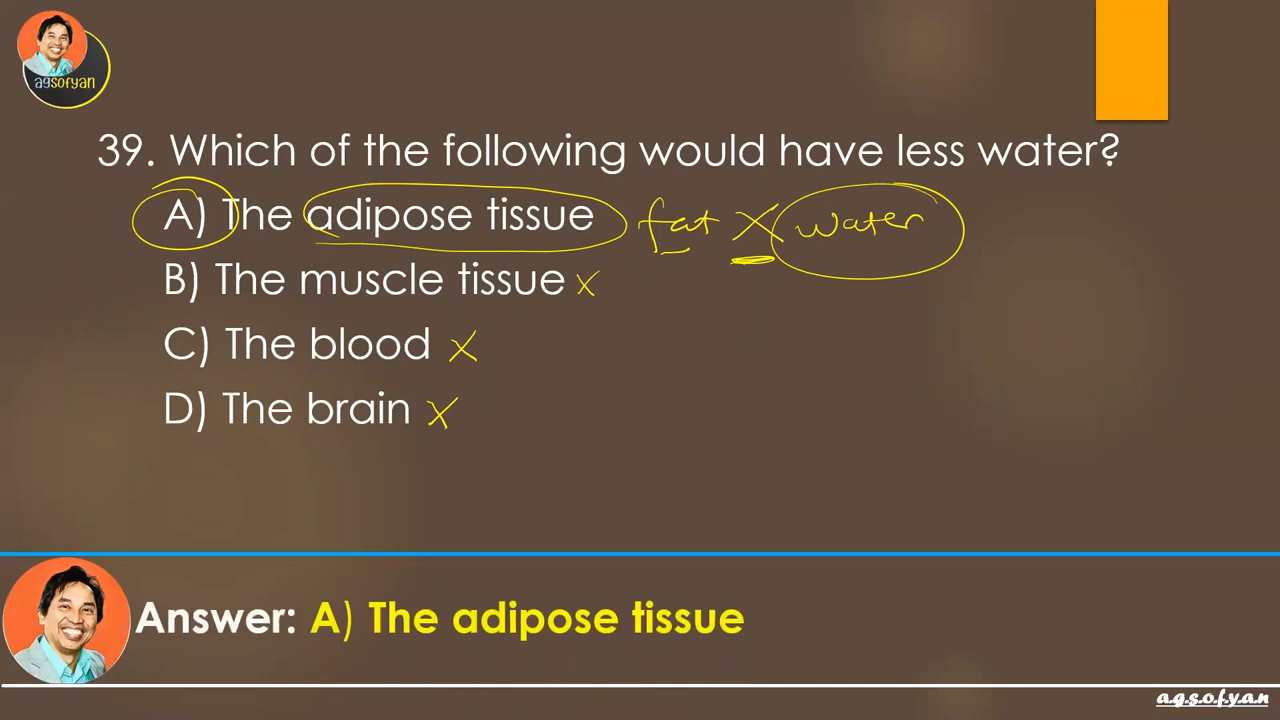 agsofyan
39. Which of the following would have less water?
A) The adipose tissue fat X water
B) The muscle tissue x
C) The blood X
D) The brain X
Answer: A) The adipose tissue
a.g.s.o.f.y.a.n